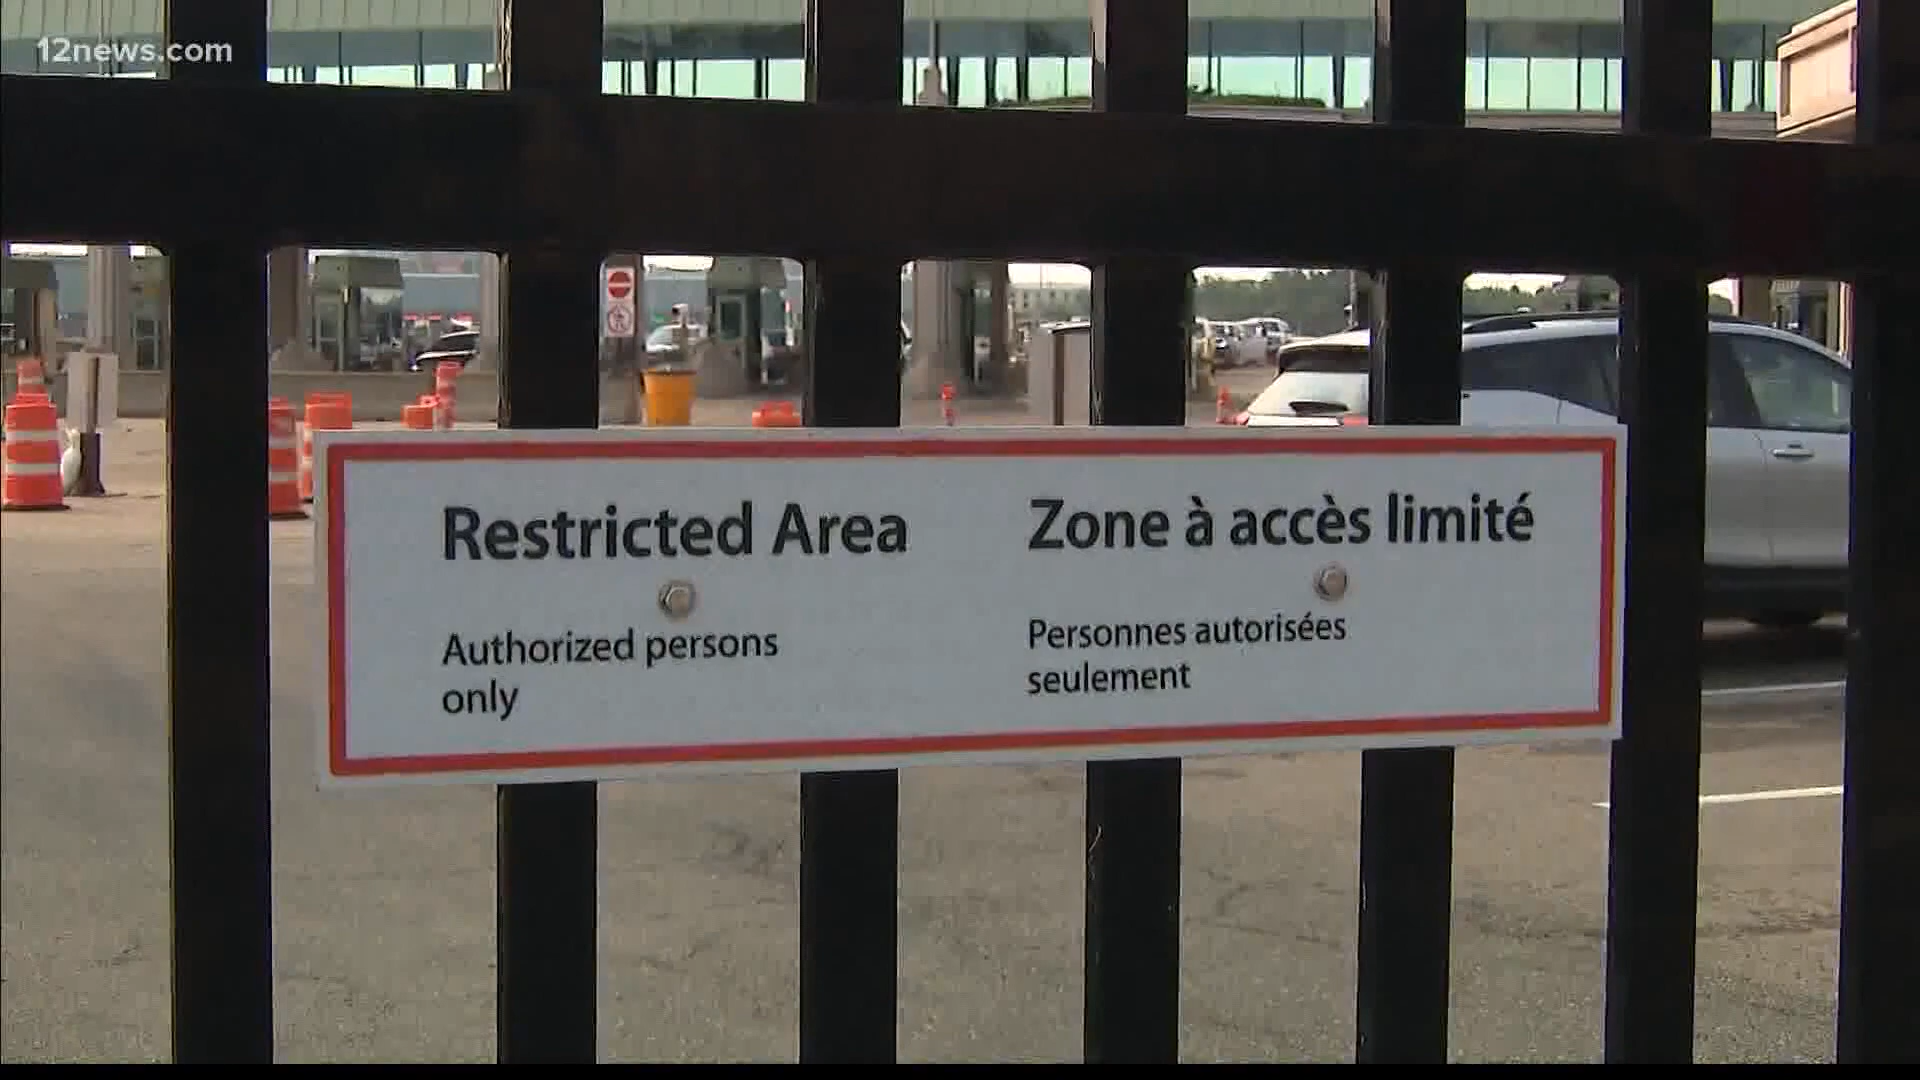 12news.com
Restricted Area
Authorized persons
only
Zone à accès limité
Personnes autorisées
seulement